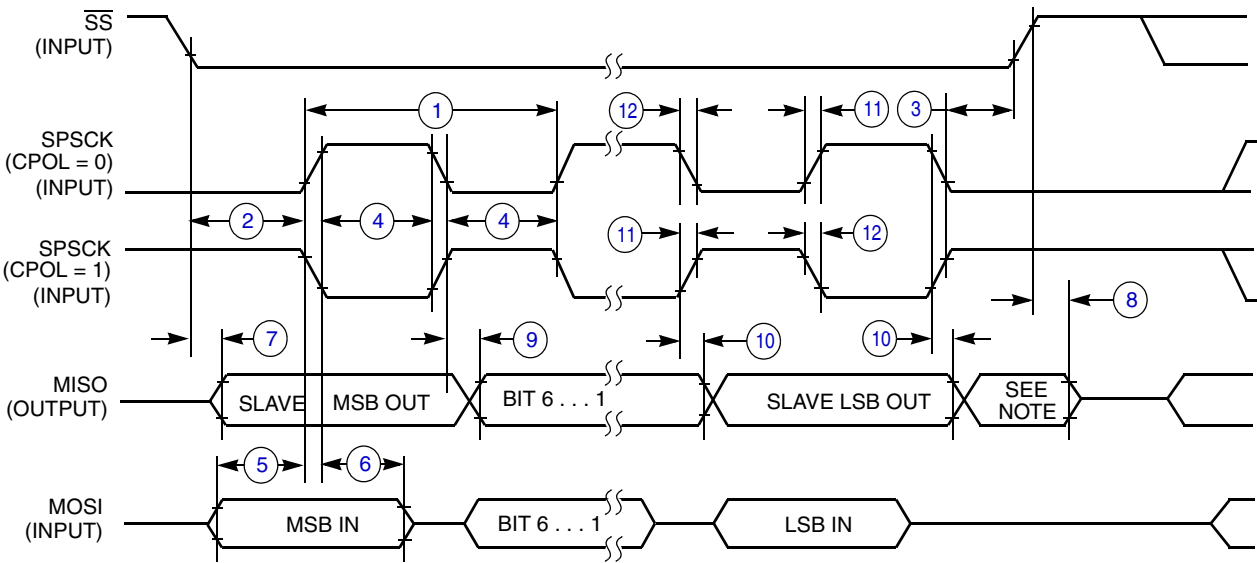 SS
(INPUT)
1
12
11
3
SPSCK
(CPOL = 0)
(INPUT)
2
4
4
SPSCK
(CPOL = 1)
(INPUT)
11
12
8
7
9
10
10
MISO
(OUTPUT)
SLAVE
MSB OUT
BIT 6 . . . 1
SLAVE LSB OUT
SEE
NOTE
5
6
MOSI
(INPUT)
MSB IN
BIT 6 . . . 1
LSB IN